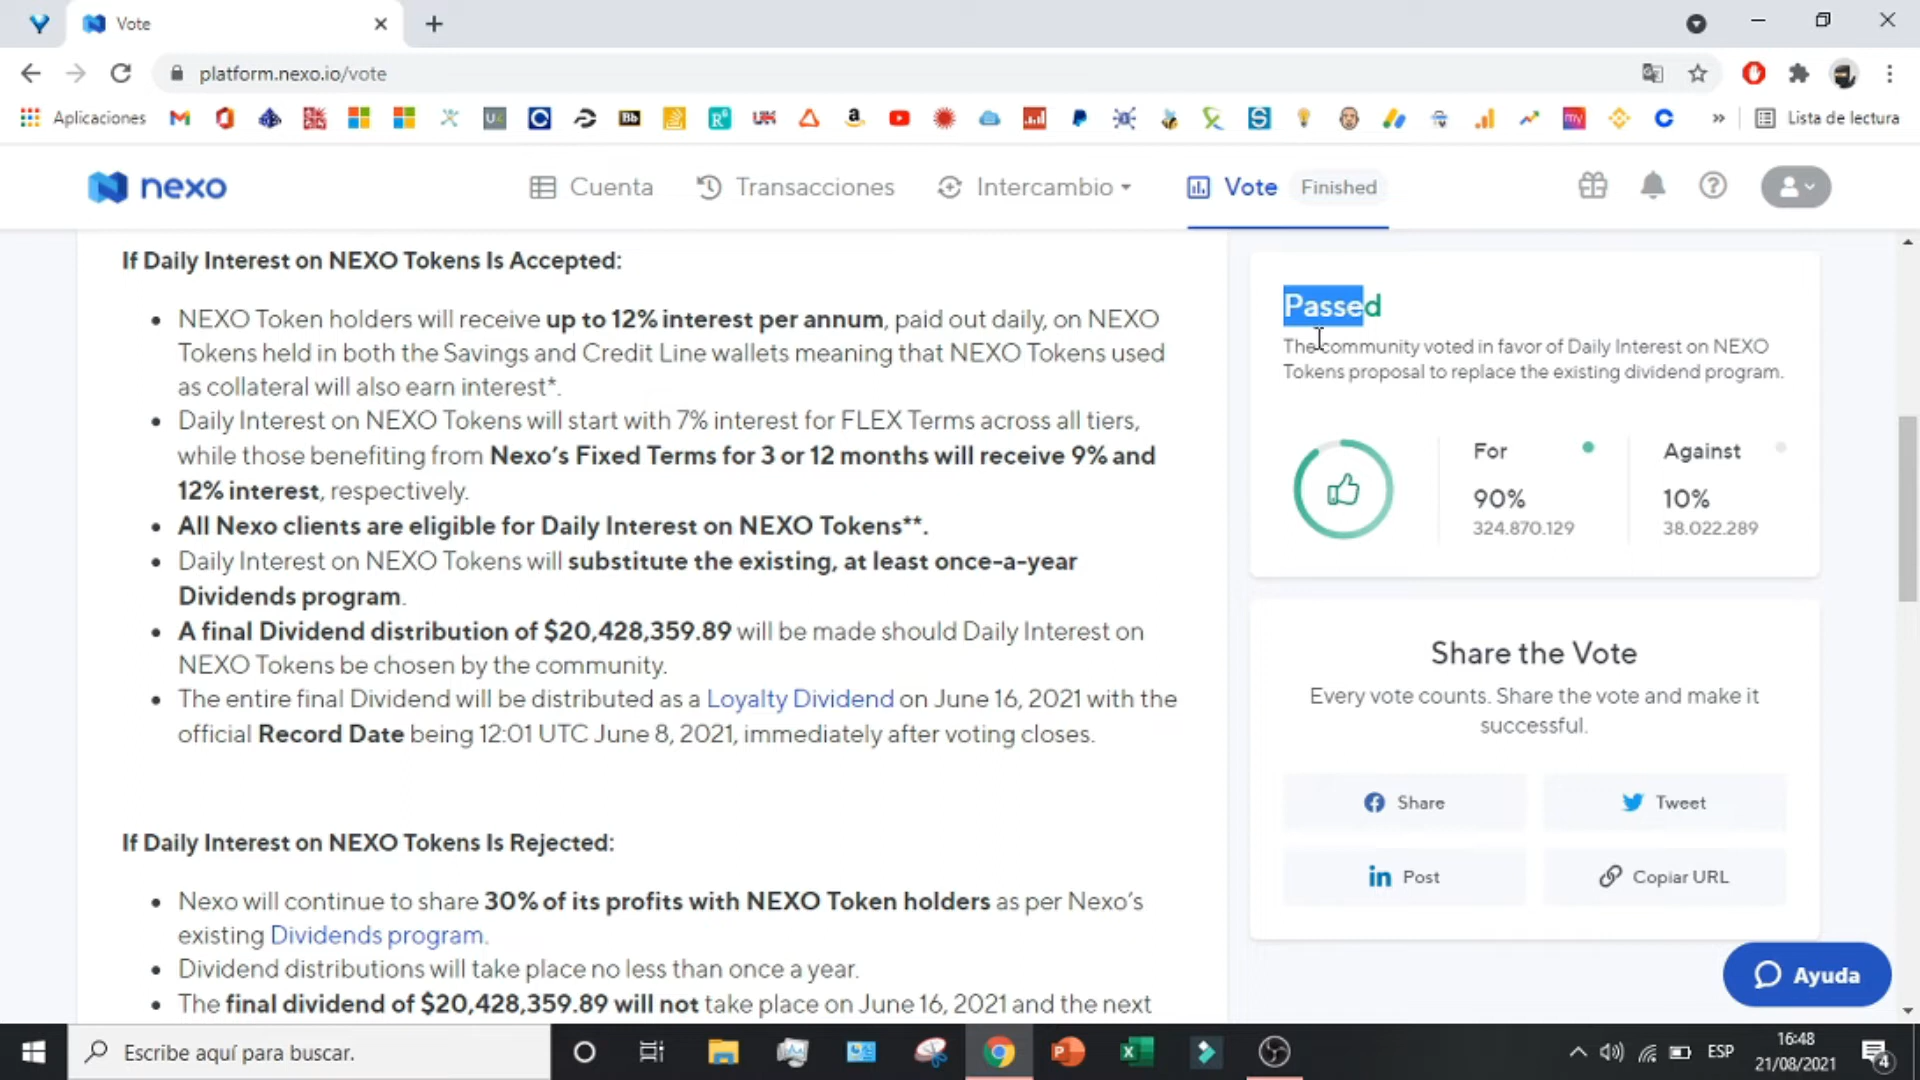 Vote
platform.nexo.io/vote
Aplicaciones
Bb
my
»
Lista de lectura
nexo
Cuenta
Transacciones
Intercambio
Vote
Finished
If Daily Interest on NEXO Tokens Is Accepted:
• NEXO Token holders will receive up to 12% interest per annum, paid out daily, on NEXO
Tokens held in both the Savings and Credit Line wallets meaning that NEXO Tokens used
as collateral will also earn interest*.
• Daily Interest on NEXO Tokens will start with 7% interest for FLEX Terms across all tiers,
while those benefiting from Nexo's Fixed Terms for 3 or 12 months will receive 9% and
12% interest, respectively.
• All Nexo clients are eligible for Daily Interest on NEXO Tokens**.
• Daily Interest on NEXO Tokens will substitute the existing, at least once-a-year
Dividends program.
• A final Dividend distribution of $20,428,359.89 will be made should Daily Interest on
NEXO Tokens be chosen by the community.
• The entire final Dividend will be distributed as a Loyalty Dividend on June 16, 2021 with the
official Record Date being 12:01 UTC June 8, 2021, immediately after voting closes.
If Daily Interest on NEXO Tokens Is Rejected:
• Nexo will continue to share 30% of its profits with NEXO Token holders as per Nexo's
existing Dividends program.
• Dividend distributions will take place no less than once a year.
• The final dividend of $20,428,359.89 will not take place on June 16, 2021 and the next
Passed
The community voted in favor of Daily Interest on NEXO
Tokens proposal to replace the existing dividend program.
For
90%
324.870.129
Against
10%
38.022.289
Share the Vote
Every vote counts. Share the vote and make it
successful.
Share
Tweet
Post
Copiar URL
Ayuda
Escribe aquí para buscar.
ESP
16:48
21/08/2021
4